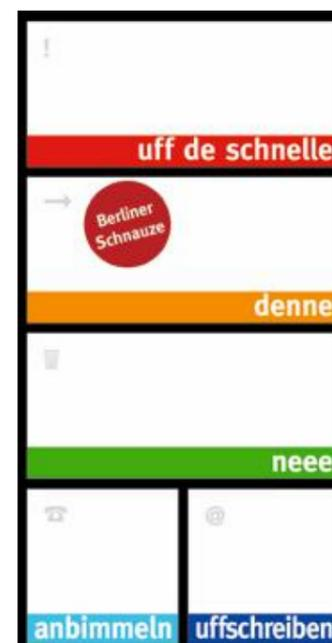 !
uff de schnelle
→
Berliner
Schnauze
denne
neee
@
anbimmeln
uffschreiben